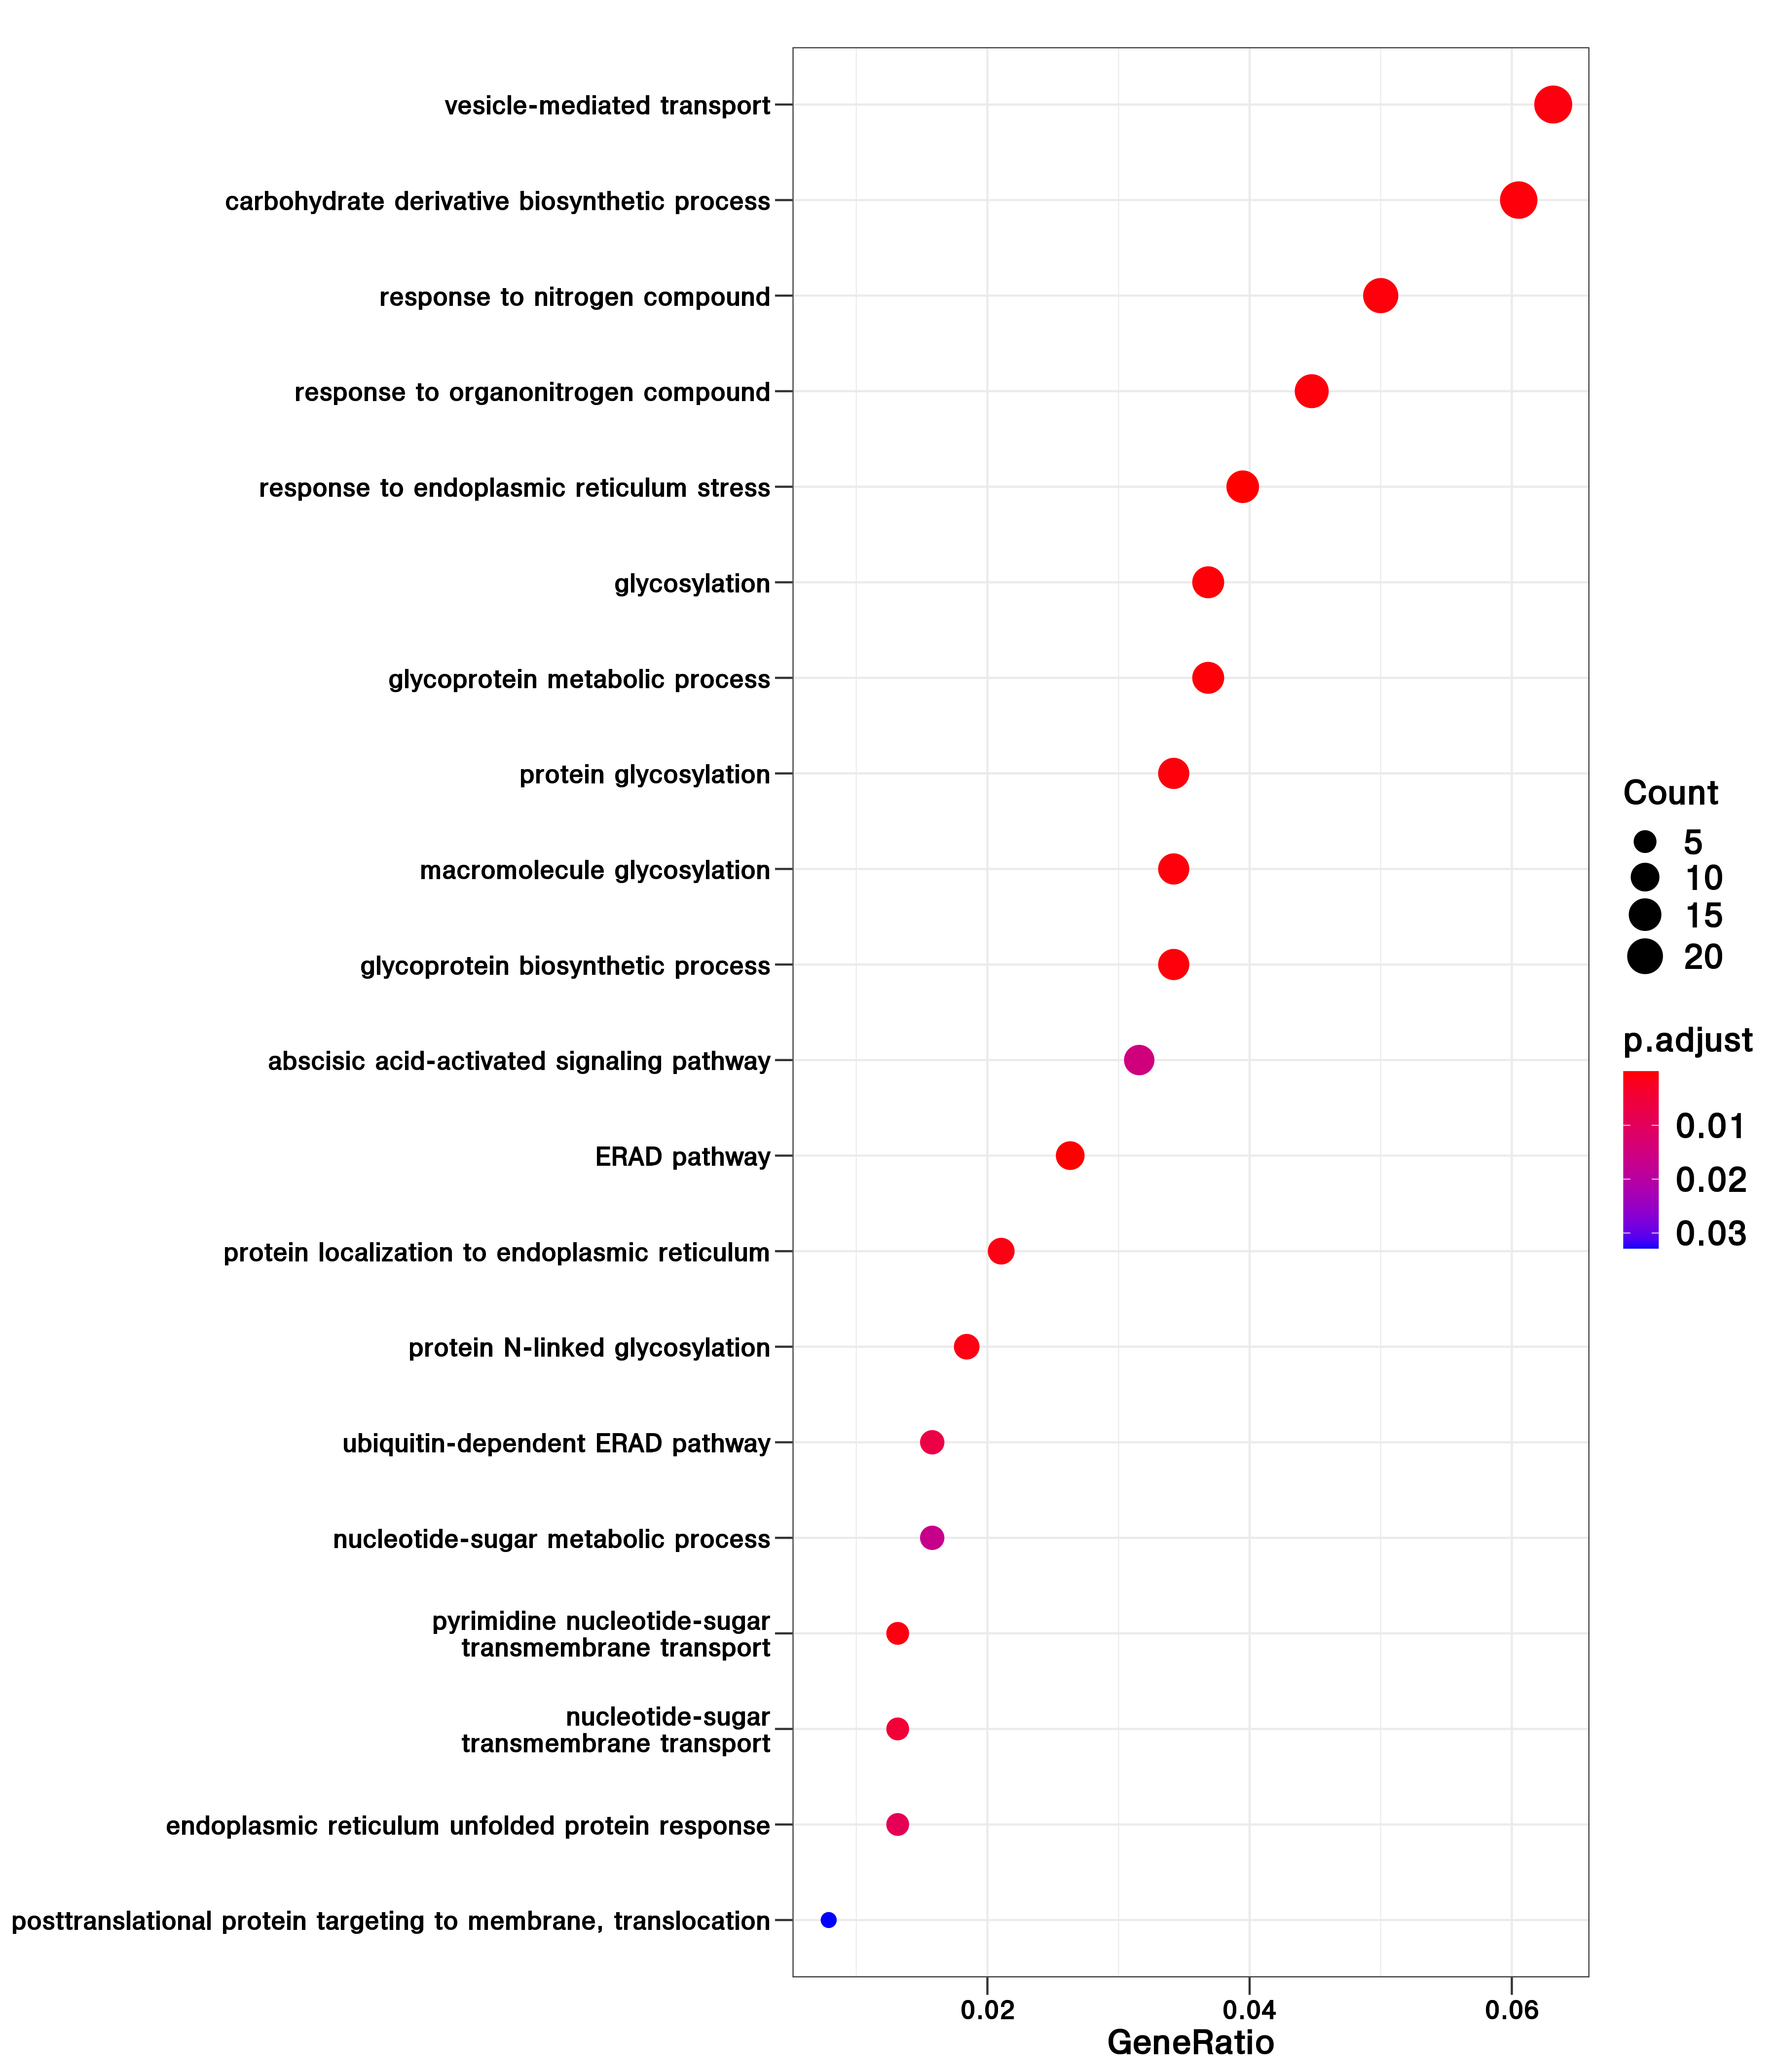 vesicle-mediated transport
carbohydrate derivative biosynthetic process
response to nitrogen compound
response to organonitrogen compound
response to endoplasmic reticulum stress
glycosylation
glycoprotein metabolic process
protein glycosylation
macromolecule glycosylation
glycoprotein biosynthetic process
abscisic acid-activated signaling pathway
ERAD pathway
protein localization to endoplasmic reticulum
protein N-linked glycosylation
ubiquitin-dependent ERAD pathway
nucleotide-sugar metabolic process
pyrimidine nucleotide-sugar
transmembrane transport
nucleotide-sugar
transmembrane transport
endoplasmic reticulum unfolded protein response
posttranslational protein targeting to membrane, translocation
0.02
0.04
0.06
GeneRatio
Count
5
10
15
20
p.adjust
0.01
0.02
0.03